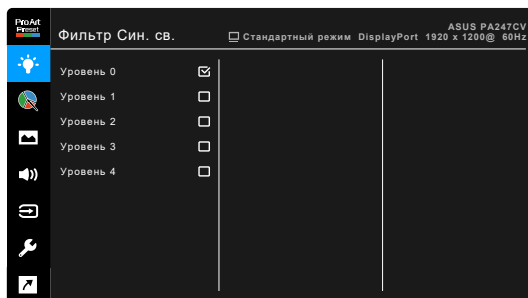 ProArt
Preset
Фильтр Син. св.
ASUS PA247CV
Стандартный режим DisplayPort 1920 x 1200@ 60Hz
Уровень 0
Уровень 1
Уровень 2
Уровень 3
Уровень 4